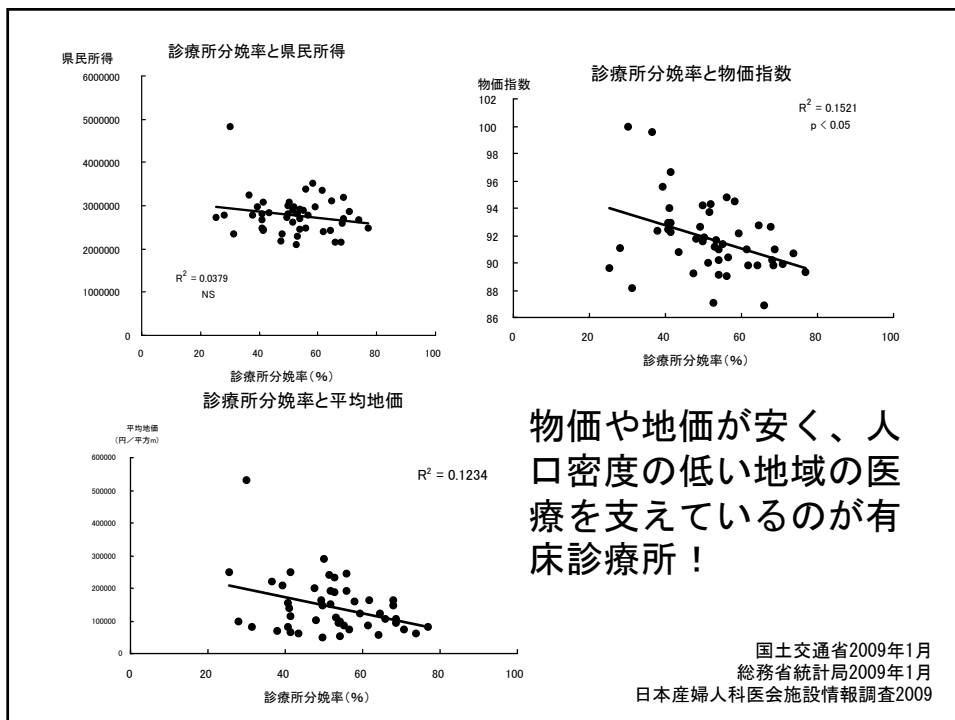 診療所分娩率と県民所得
県民所得
6000000
5000000
4000000
3000000
2000000
1000000
0
R² = 0.0379
NS
0 20 40 60 80 100
診療所分娩率(%)
診療所分娩率と物価指数
物価指数
102
100
98
96
94
92
90
88
86
R² = 0.1521
p < 0.05
0 20 40 60 80 100
診療所分娩率(%)
診療所分娩率と平均地価
平均地価
(円/平方m)
600000
500000
400000
300000
200000
100000
0
R² = 0.1234
0 20 40 60 80 100
診療所分娩率(%)
物価や地価が安く、人
口密度の低い地域の医
療を支えているのが有
床診療所！
国土交通省2009年1月
総務省統計局2009年1月
日本産婦人科医会施設情報調査2009